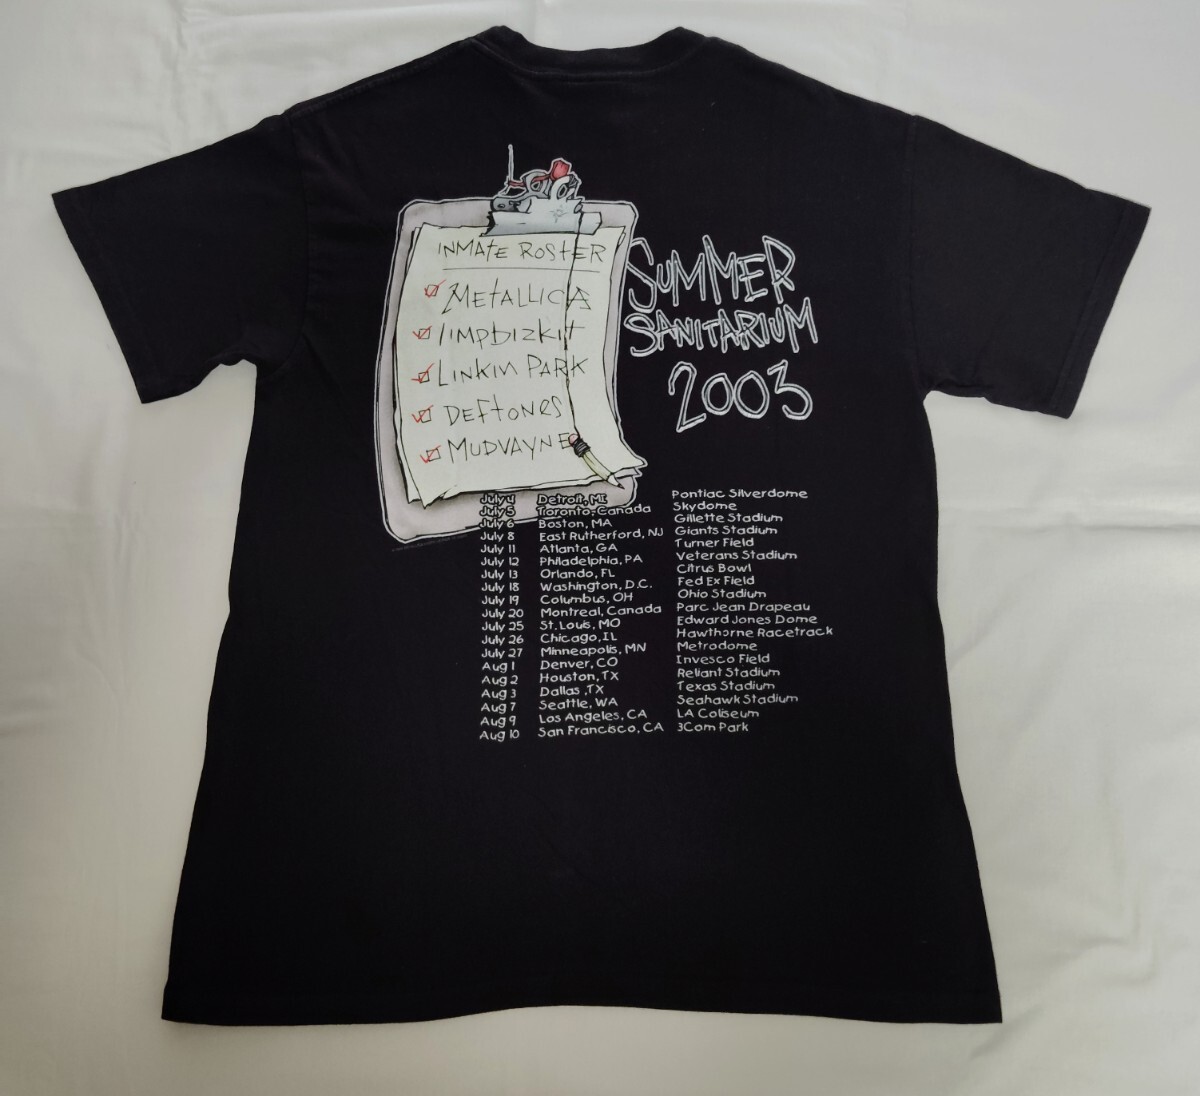 INMATE ROSTER
METALLICA
limpbizkit
LINKIN PARK
DEFTONES
MUDVAYNE
SUMMER
SANITARIUM
2003
July 4 Detroit, MI Pontiac Silverdome
July 5 Toronto, Canada Skydome
July 6 Boston, MA Gillette Stadium
July 8 East Rutherford, NJ Giants Stadium
July 11 Atlanta, GA Turner Field
July 12 Philadelphia, PA Veterans Stadium
July 13 Orlando, FL Citrus Bowl
July 18 Washington, D.C. Fed Ex Field
July 19 Columbus, OH Ohio Stadium
July 20 Montreal, Canada Parc Jean Drapeau
July 25 St. Louis, MO Edward Jones Dome
July 26 Chicago, IL Hawthorne Racetrack
July 27 Minneapolis, MN Metrodome
Aug 1 Denver, CO Invesco Field
Aug 2 Houston, TX Reliant Stadium
Aug 3 Dallas ,TX Texas Stadium
Aug 7 Seattle, WA Seahawk Stadium
Aug 9 Los Angeles, CA LA Coliseum
Aug 10 San Francisco, CA 3Com Park